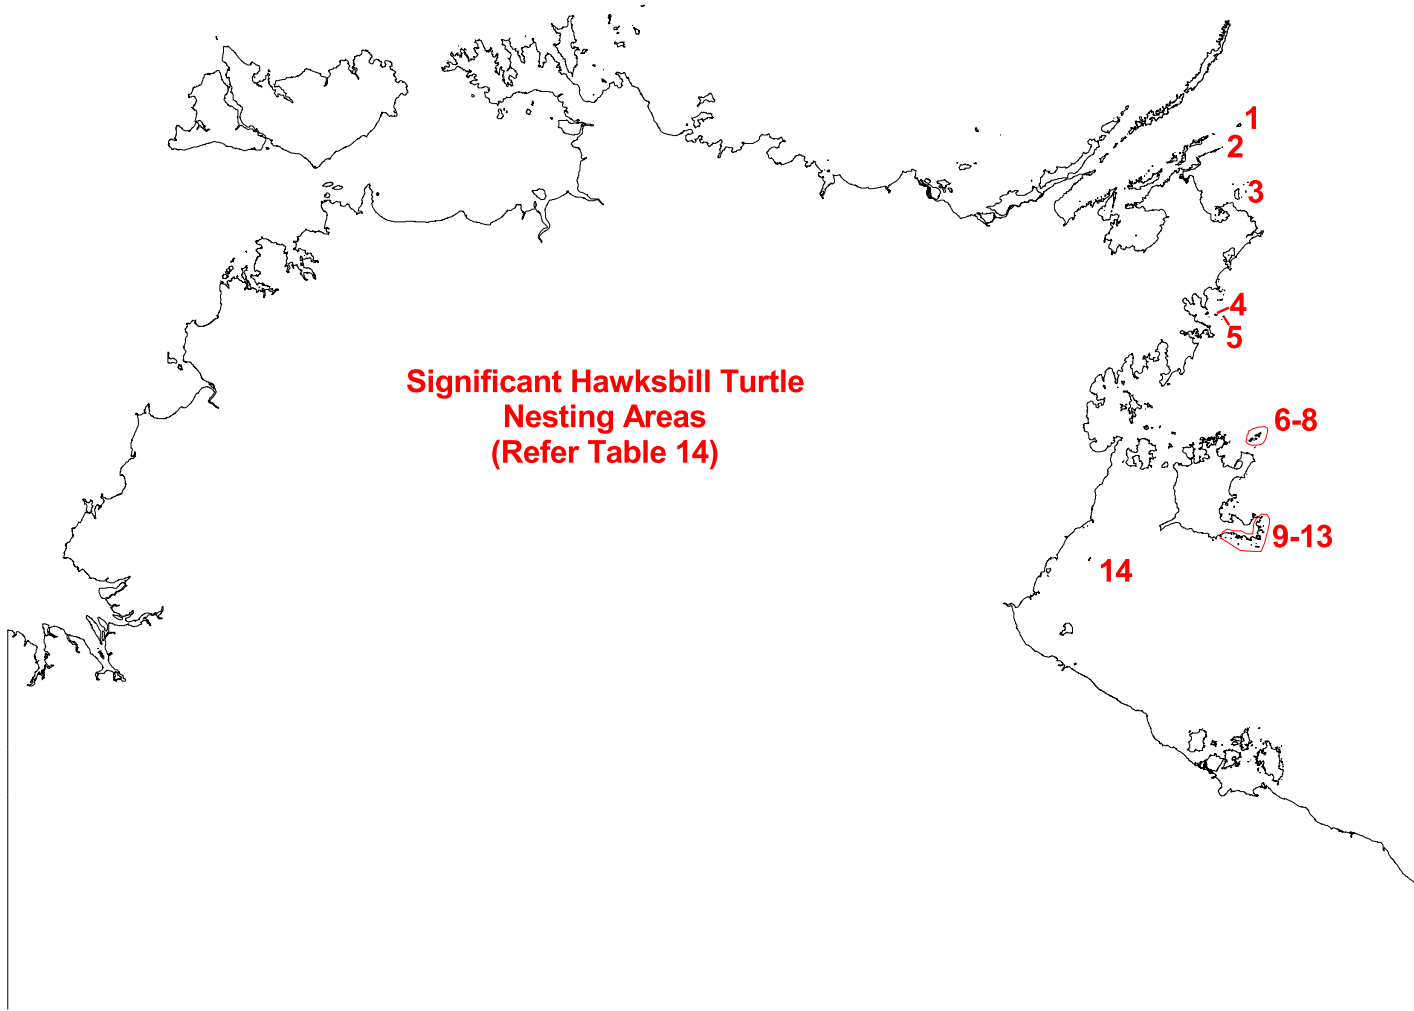 1
2
3
4
5
Significant Hawksbill Turtle
Nesting Areas
(Refer Table 14)
6-8
9-13
14